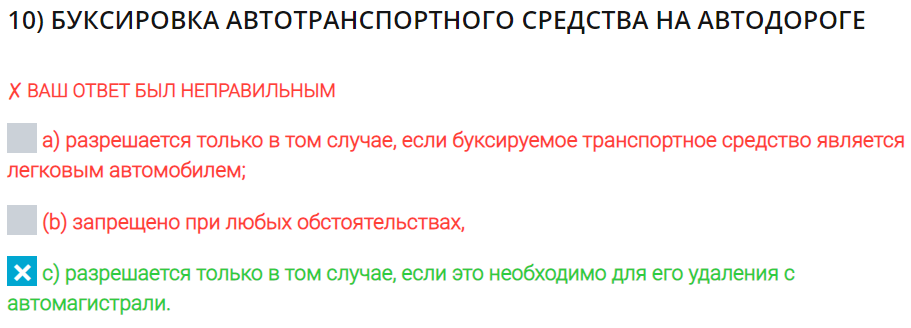 10) БУКСИРОВКА АВТОТРАНСПОРТНОГО СРЕДСТВА НА АВТОДОРОГЕ
✗ ВАШ ОТВЕТ БЫЛ НЕПРАВИЛЬНЫМ
а) разрешается только в том случае, если буксируемое транспортное средство является
легковым автомобилем;
(b) запрещено при любых обстоятельствах,
с) разрешается только в том случае, если это необходимо для его удаления с
автомагистрали.